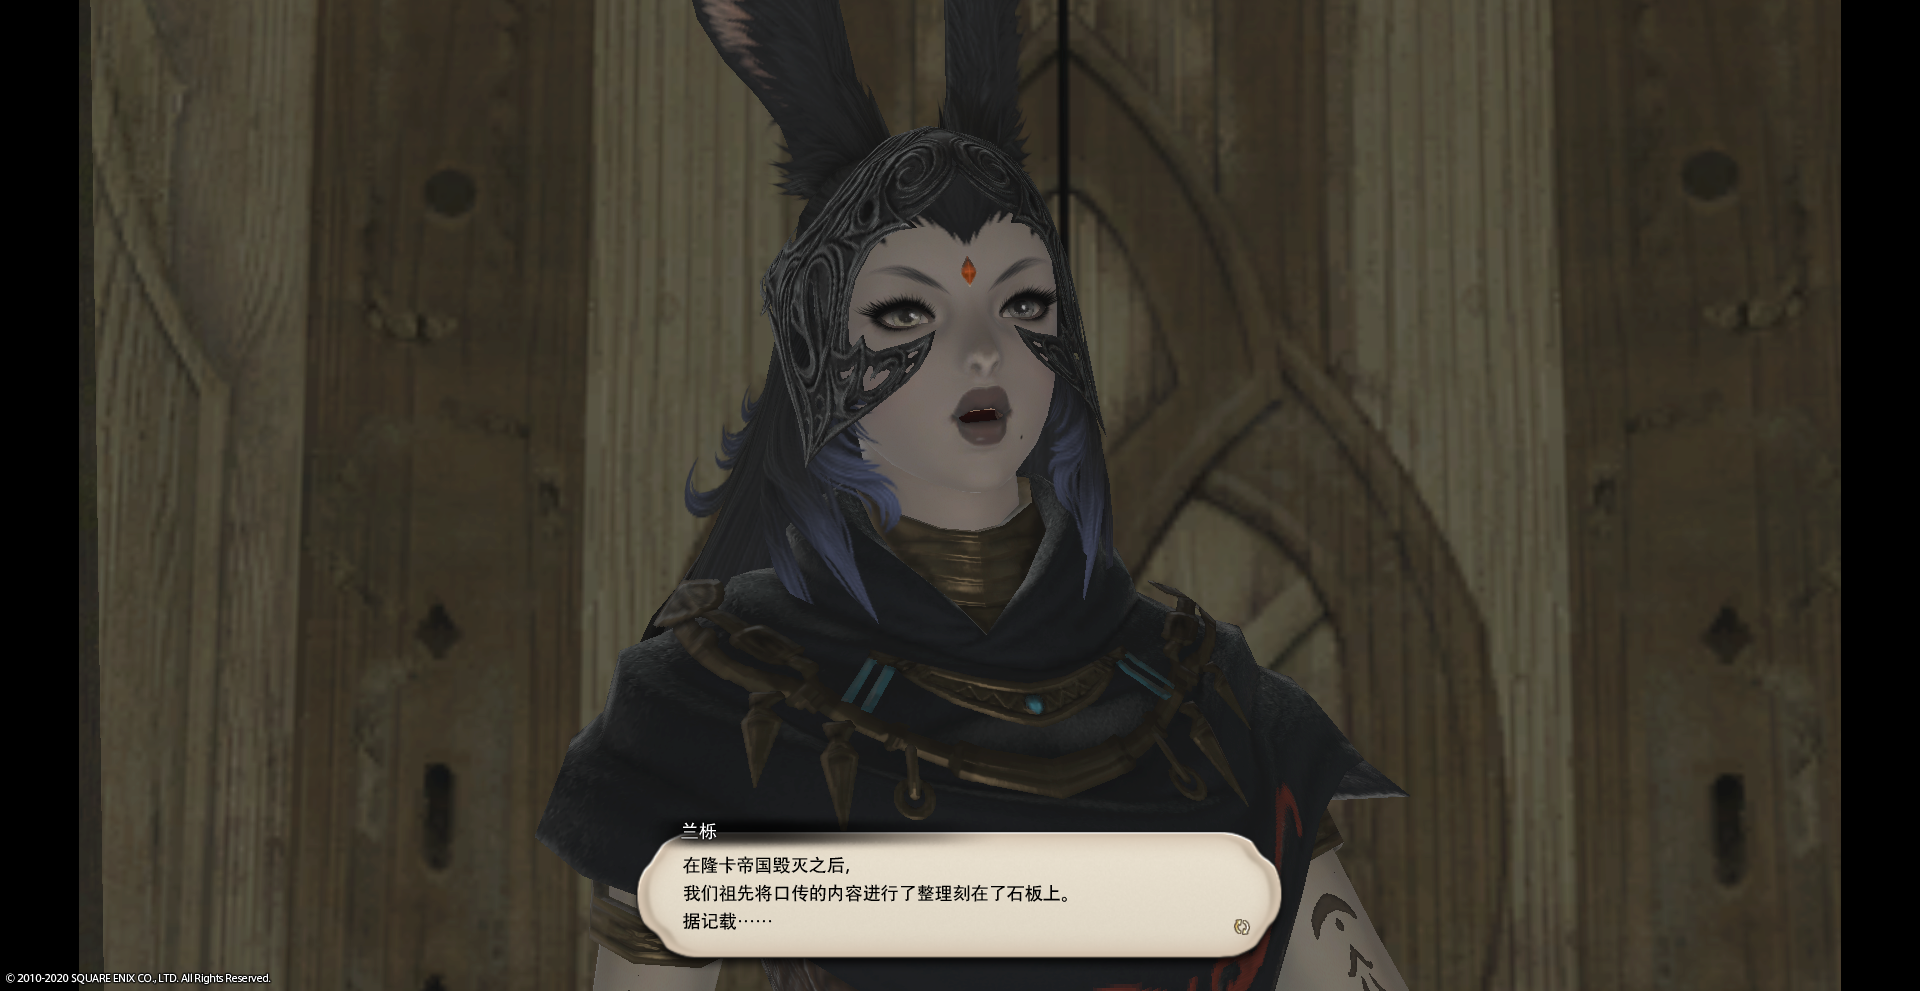 兰栎
在隆卡帝国毁灭之后,
我们祖先将口传的内容进行了整理刻在了石板上。
据记载……
© 2010-2020 SQUARE ENIX CO., LTD. All Rights Reserved.